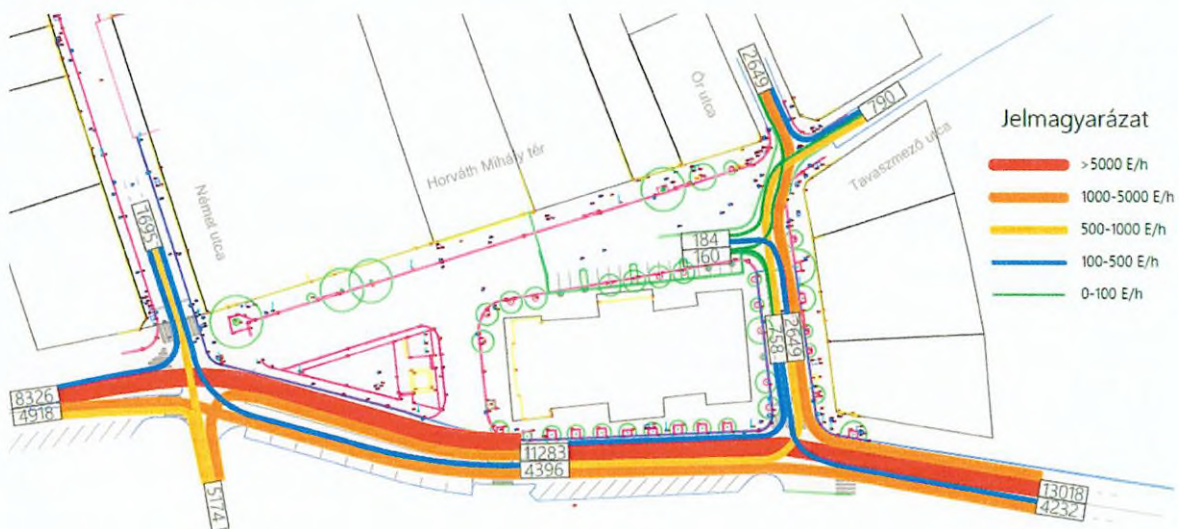 2649
790
Őr utca
Tavaszmező utca
Horváth Mihály tér
Német utca
1695
184
160
758
2649
8326
4918
11283
4396
5174
13018
4232
Jelmagyarázat
>5000 E/h
1000-5000 E/h
500-1000 E/h
100-500 E/h
0-100 E/h